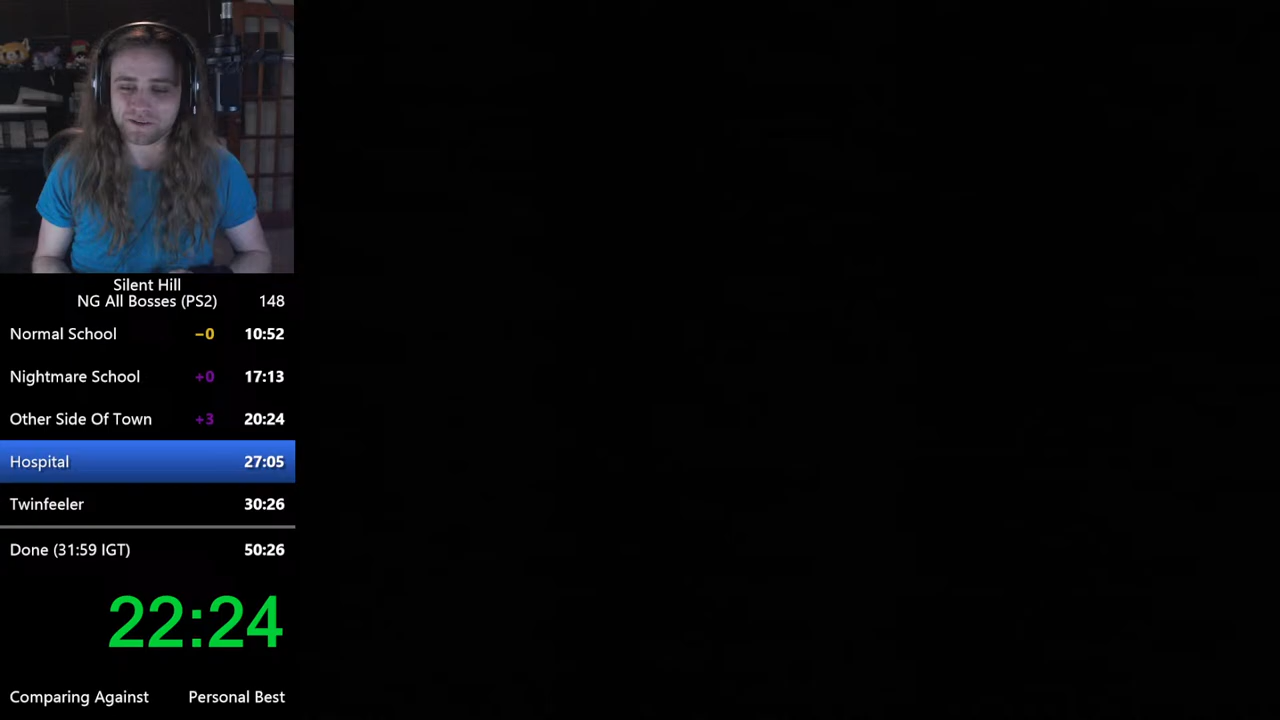 Silent Hill
NG All Bosses (PS2) 148
Normal School −0 10:52
Nightmare School +0 17:13
Other Side Of Town +3 20:24
Hospital 27:05
Twinfeeler 30:26
Done (31:59 IGT) 50:26
22:24
Comparing Against Personal Best